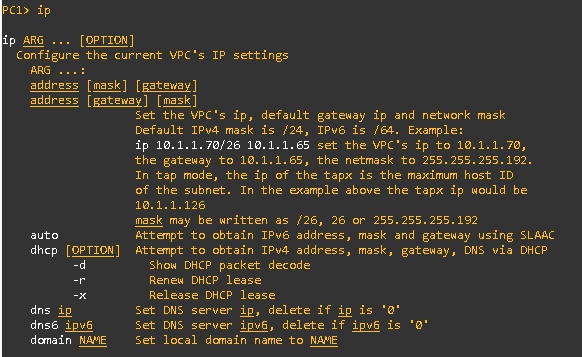 PC1> ip
ip ARG ... [OPTION]
Configure the current VPC's IP settings
ARG ...:
address [mask] [gateway]
address [gateway] [mask]
Set the VPC's ip, default gateway ip and network mask
Default IPv4 mask is /24, IPv6 is /64. Example:
ip 10.1.1.70/26 10.1.1.65 set the VPC's ip to 10.1.1.70,
the gateway to 10.1.1.65, the netmask to 255.255.255.192.
In tap mode, the ip of the tapx is the maximum host ID
of the subnet. In the example above the tapx ip would be
10.1.1.126
mask may be written as /26, 26 or 255.255.255.192
auto Attempt to obtain IPv6 address, mask and gateway using SLAAC
dhcp [OPTION] Attempt to obtain IPv4 address, mask, gateway, DNS via DHCP
-d Show DHCP packet decode
-r Renew DHCP lease
-x Release DHCP lease
dns ip Set DNS server ip, delete if ip is '0'
dns6 ipv6 Set DNS server ipv6, delete if ipv6 is '0'
domain NAME Set local domain name to NAME